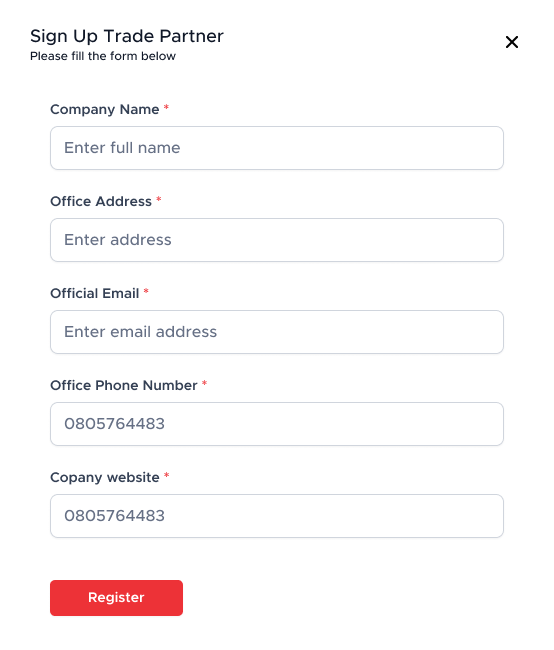 Sign Up Trade Partner
Please fill the form below
Company Name *
Enter full name
Office Address *
Enter address
Official Email *
Enter email address
Office Phone Number *
0805764483
Copany website *
0805764483
Register